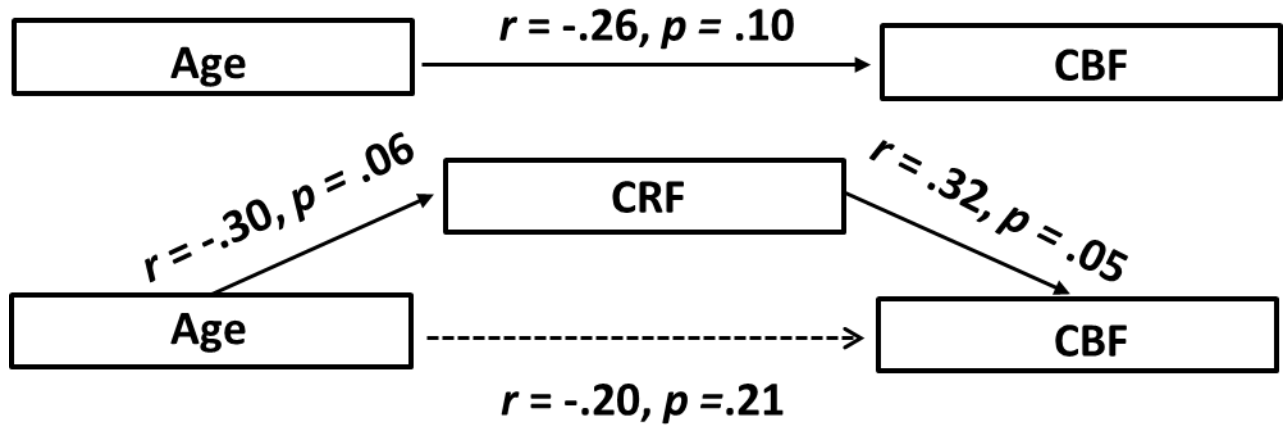 r = -.26, p = .10
Age
CBF
r = -.30, p = .06
CRF
r = .32, p = .05
Age
CBF
r = -.20, p =.21